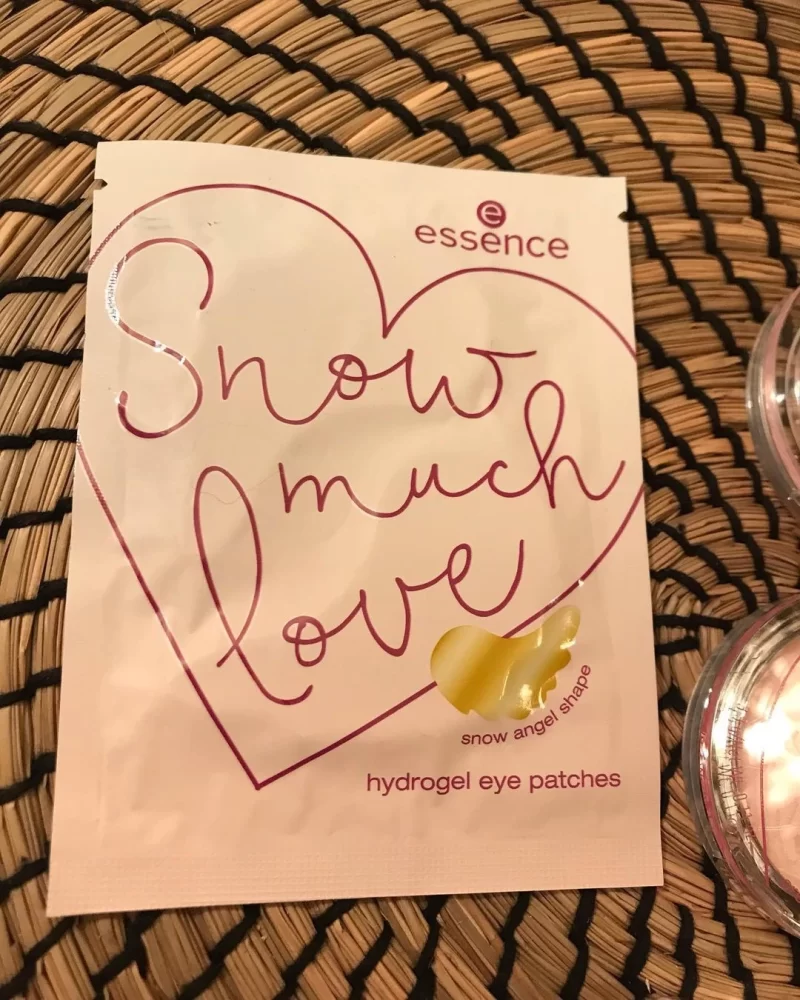 e
essence
Snow
much
love
snow angel shape
hydrogel eye patches